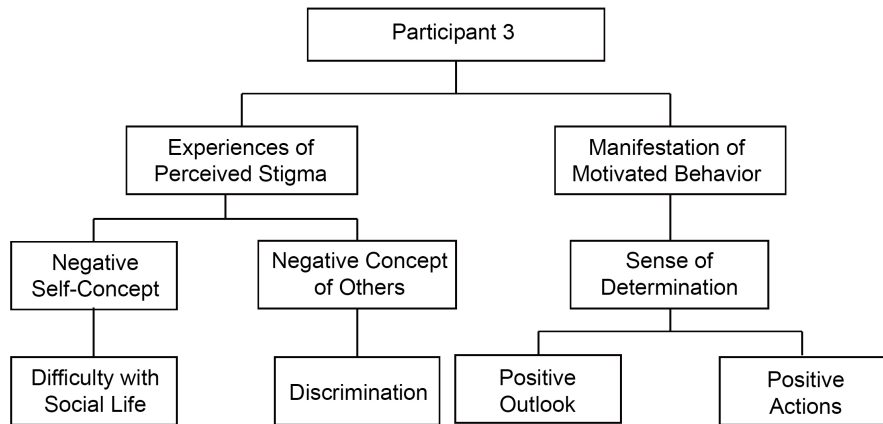 Participant 3
Experiences of
Perceived Stigma
Manifestation of
Motivated Behavior
Negative
Self-Concept
Negative Concept
of Others
Sense of
Determination
Difficulty with
Social Life
Discrimination
Positive
Outlook
Positive
Actions